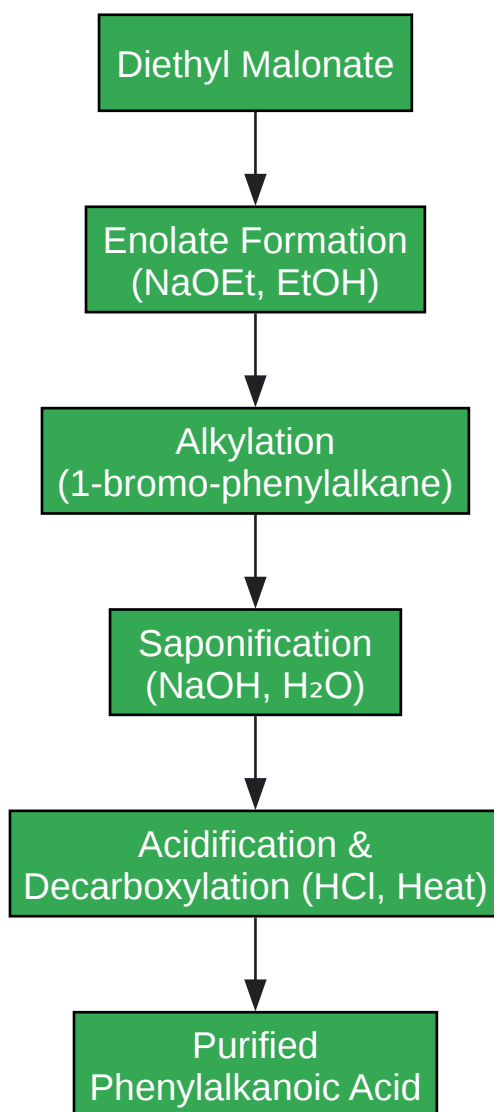 Diethyl Malonate
Enolate Formation
(NaOEt, EtOH)
Alkylation
(1-bromo-phenylalkane)
Saponification
(NaOH, H₂O)
Acidification &
Decarboxylation (HCl, Heat)
Purified
Phenylalkanoic Acid